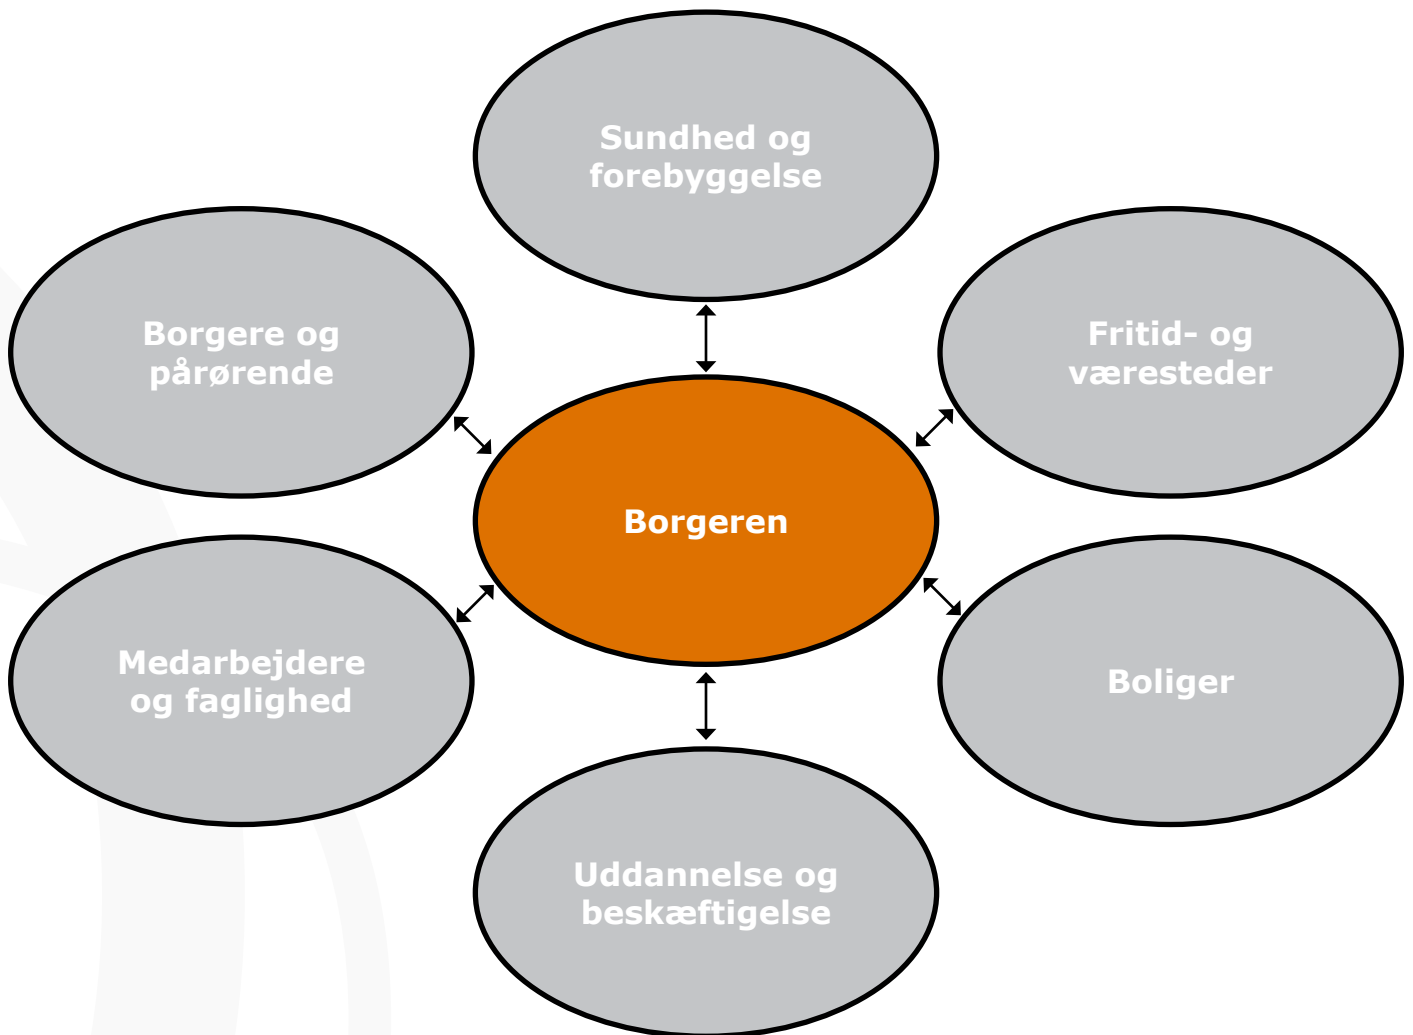 Sundhed og
forebyggelse
Borgere og
pårørende
Fritid- og
væresteder
Borgeren
Medarbejdere
og faglighed
Boliger
Uddannelse og
beskæftigelse